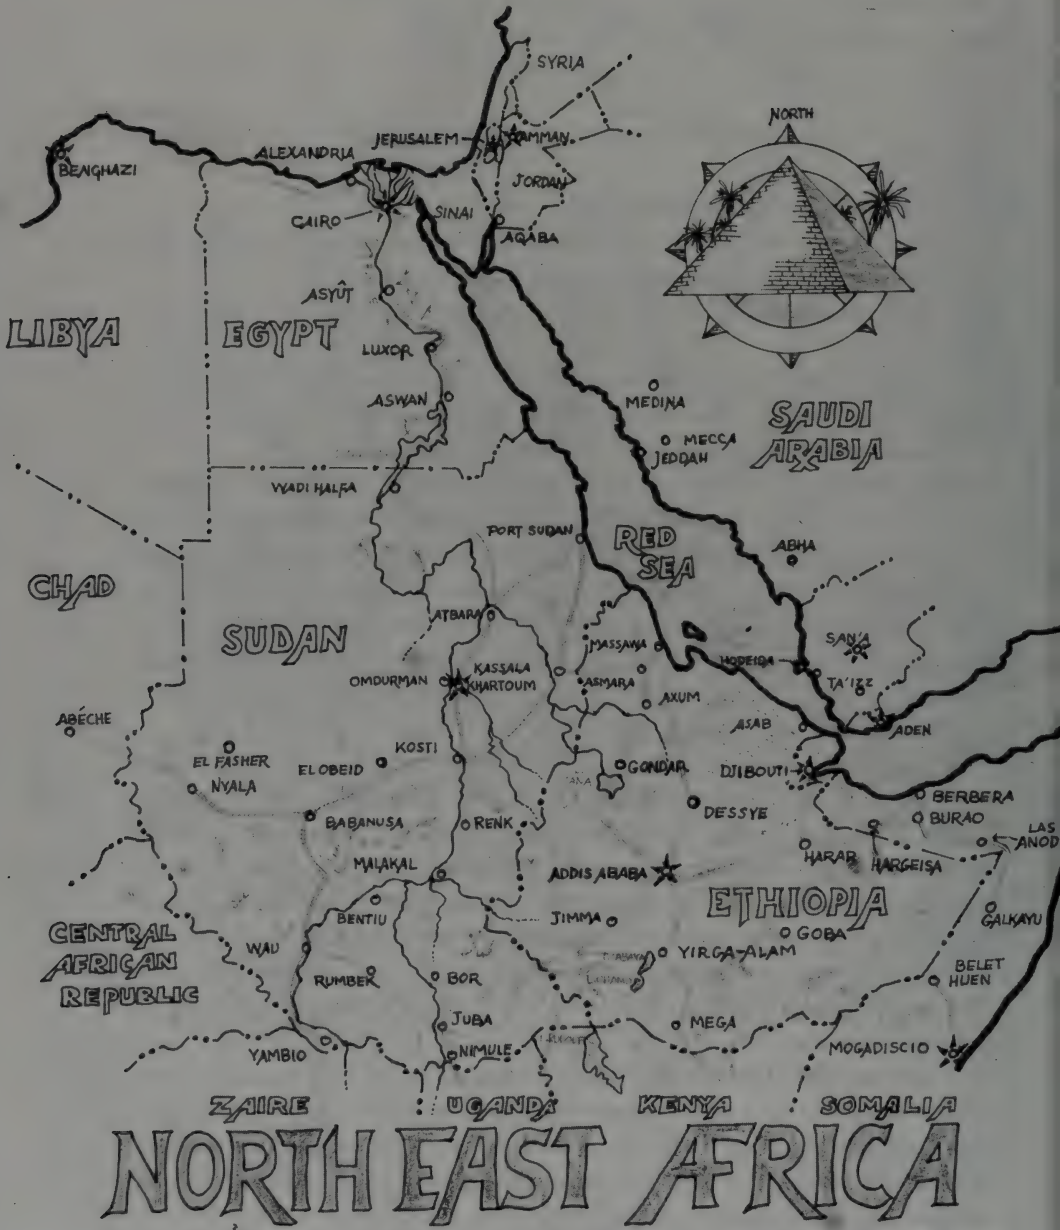 SYRIA
NORTH
JERUSALEM
AMMAN
BENGHAZI
ALEXANDRIA
JORDAN
SINAI
CAIRO
AQABA
ASYÛT
LIBYA
EGYPT
LUXOR
ASWAN
MEDINA
SAUDI
ARABIA
MECCA
JEDDAH
WADI HALFA
PORT SUDAN
RED
SEA
ABHA
CHAD
ATBARA
SUDAN
MASSAWA
SAN'A
HODEIDA
KASSALA
OMDURMAN
KHARTOUM
ASMARA
TA'IZZ
AXUM
ABÉCHE
ASAB
ADEN
KOSTI
EL FASHER
EL OBEID
GONDAR
DJIBOUTI
NYALA
TANA
BERBERA
DESSYE
BURAO
BABANUSA
RENK
LAS
ANOD
HARAR
HARGEISA
MALAKAL
ADDIS ABABA
ETHIOPIA
BENTIU
JIMMA
GALKAYU
CENTRAL
AFRICAN
REPUBLIC
GOBA
WAU
YIRGA-ALAM
BELET
HUEN
RUMBEK
BOR
JUBA
MEGA
YAMBIO
NIMULE
MOGADISCIO
ZAIRE
UGANDA
KENYA
SOMALIA
NORTH EAST AFRICA